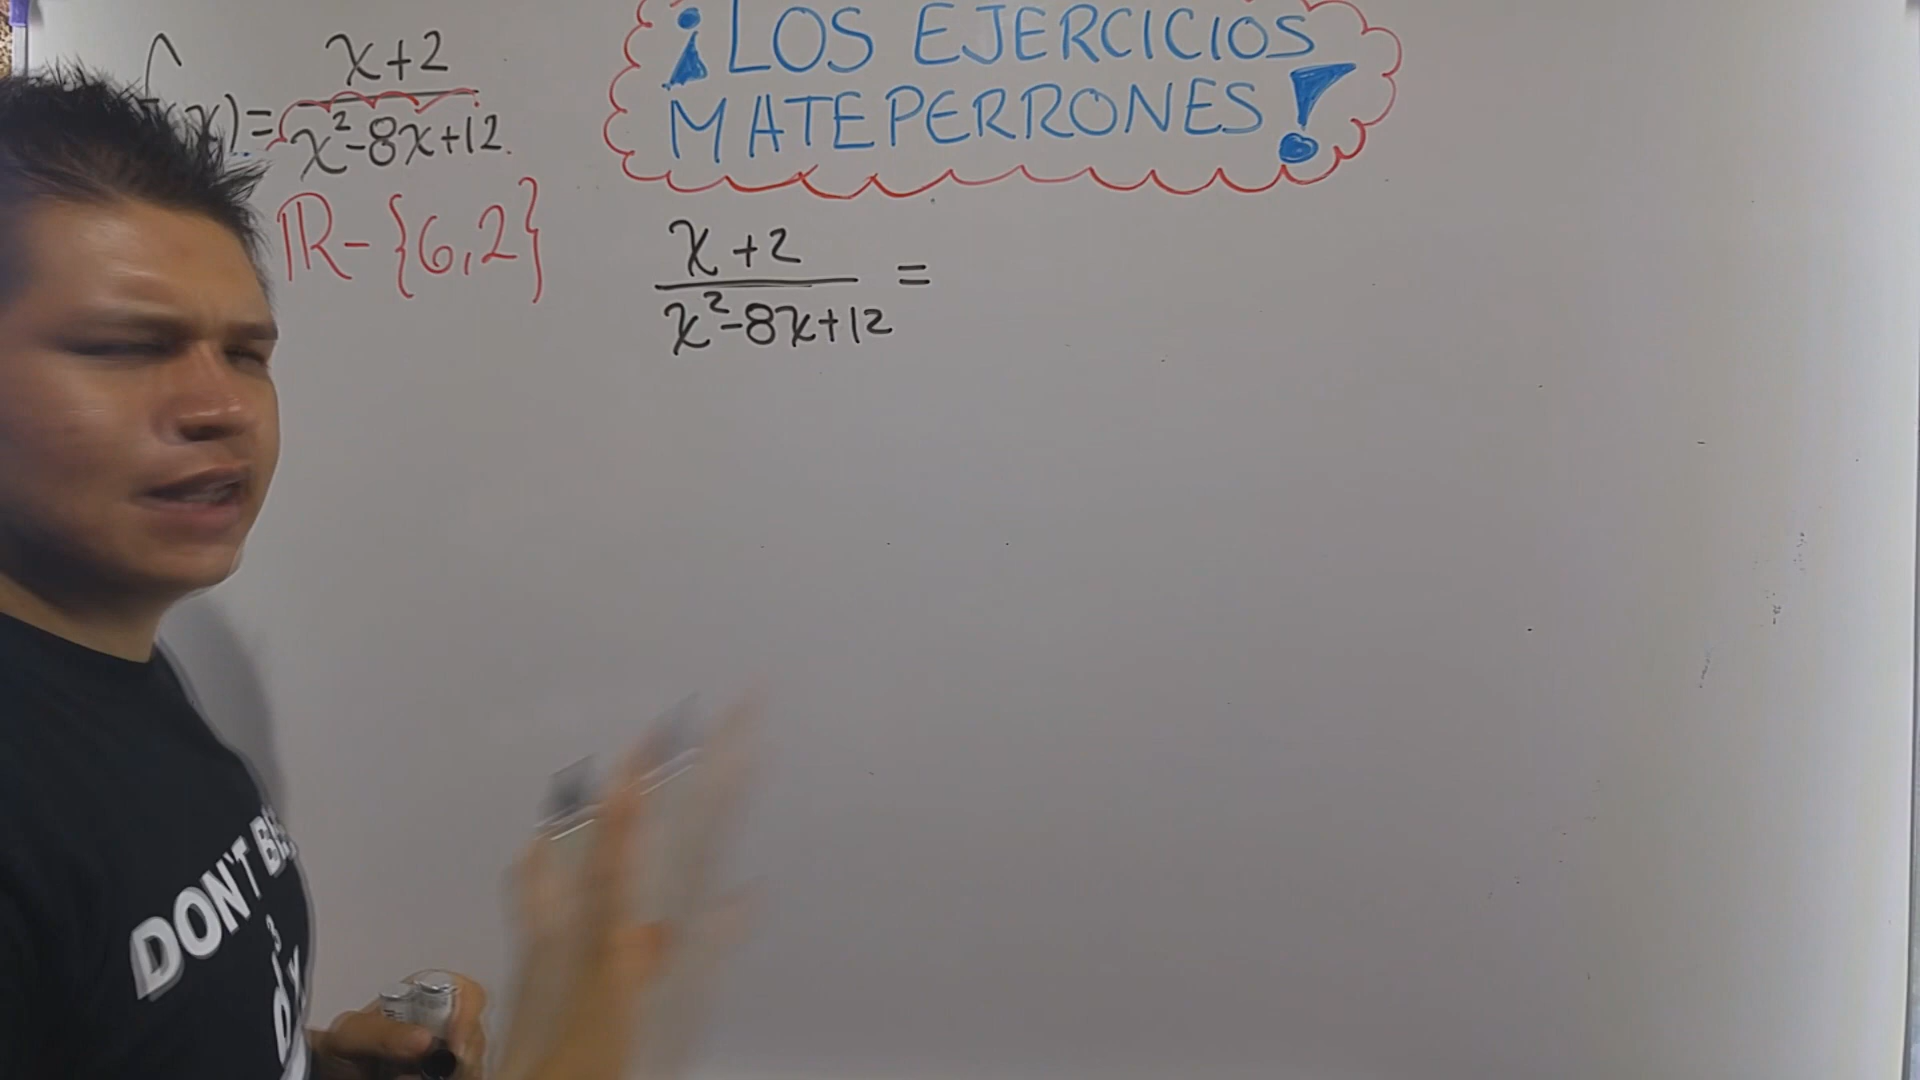 x+2
(x)=
x²-8x+12
ℝ-{6,2}
¡LOS EJERCICIOS
MATEPERRONES!
x+2
=
x²-8x+12
DON'T